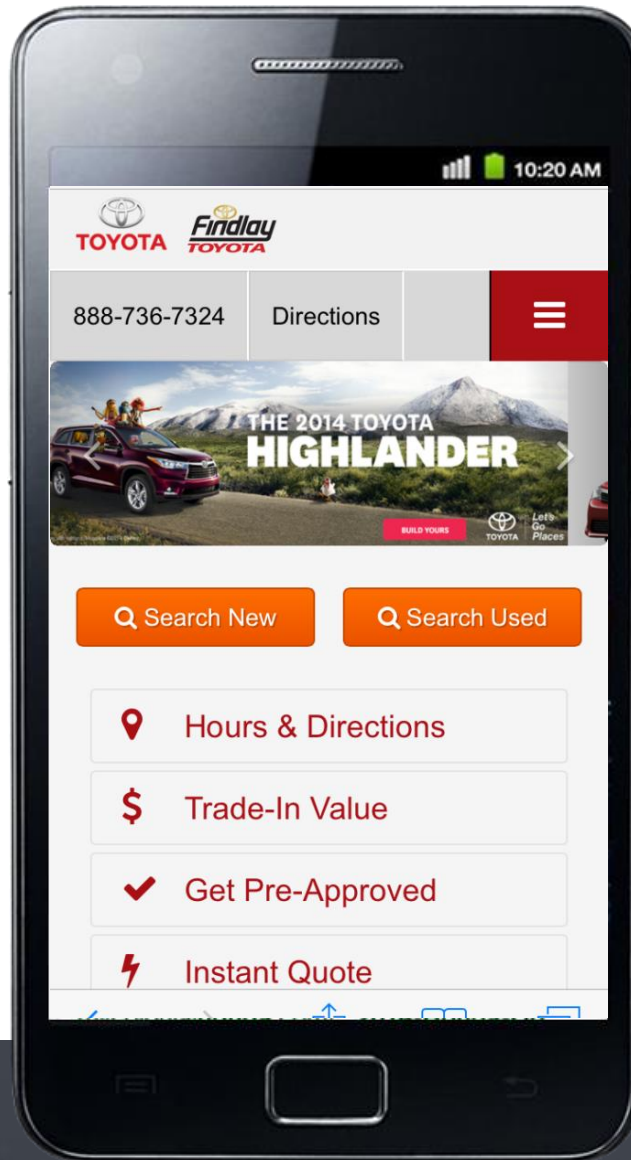 10:20 AM
TOYOTA
Findlay
TOYOTA
888-736-7324
Directions
THE 2014 TOYOTA
HIGHLANDER
BUILD YOURS
TOYOTA
Let's
Go
Places
Search New
Search Used
Hours & Directions
$ Trade-In Value
Get Pre-Approved
Instant Quote